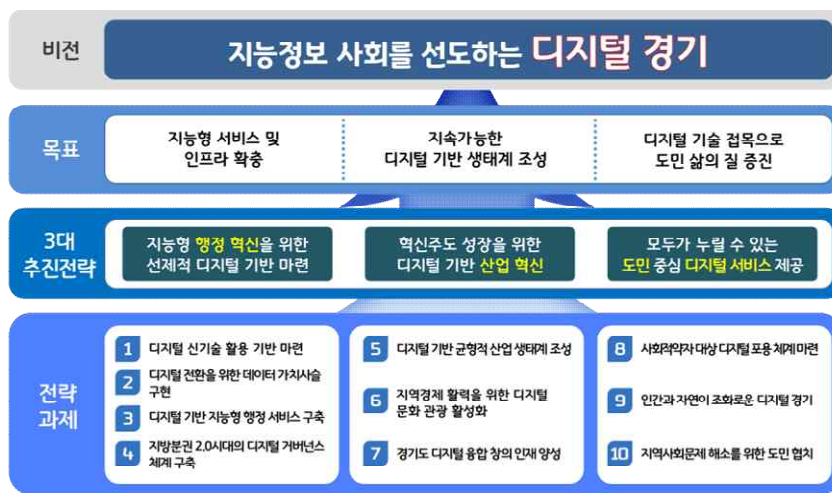 비전
지능정보 사회를 선도하는 디지털 경기
목표
지능형 서비스 및
인프라 확충
지속가능한
디지털 기반 생태계 조성
디지털 기술 접목으로
도민 삶의 질 증진
3대
추진전략
지능형 행정 혁신을 위한
선제적 디지털 기반 마련
혁신주도 성장을 위한
디지털 기반 산업 혁신
모두가 누릴 수 있는
도민 중심 디지털 서비스 제공
전략
과제
1 디지털 신기술 활용 기반 마련
2 디지털 전환을 위한 데이터 가치사슬
구현
3 디지털 기반 지능형 행정 서비스 구축
4 지방분권 2.0시대의 디지털 거버넌스
체계 구축
5 디지털 기반 균형적 산업 생태계 조성
6 지역경제 활력을 위한 디지털
문화 관광 활성화
7 경기도 디지털 융합 창의 인재 양성
8 사회적약자 대상 디지털 포용 체계 마련
9 인간과 자연이 조화로운 디지털 경기
10 지역사회문제 해소를 위한 도민 협치